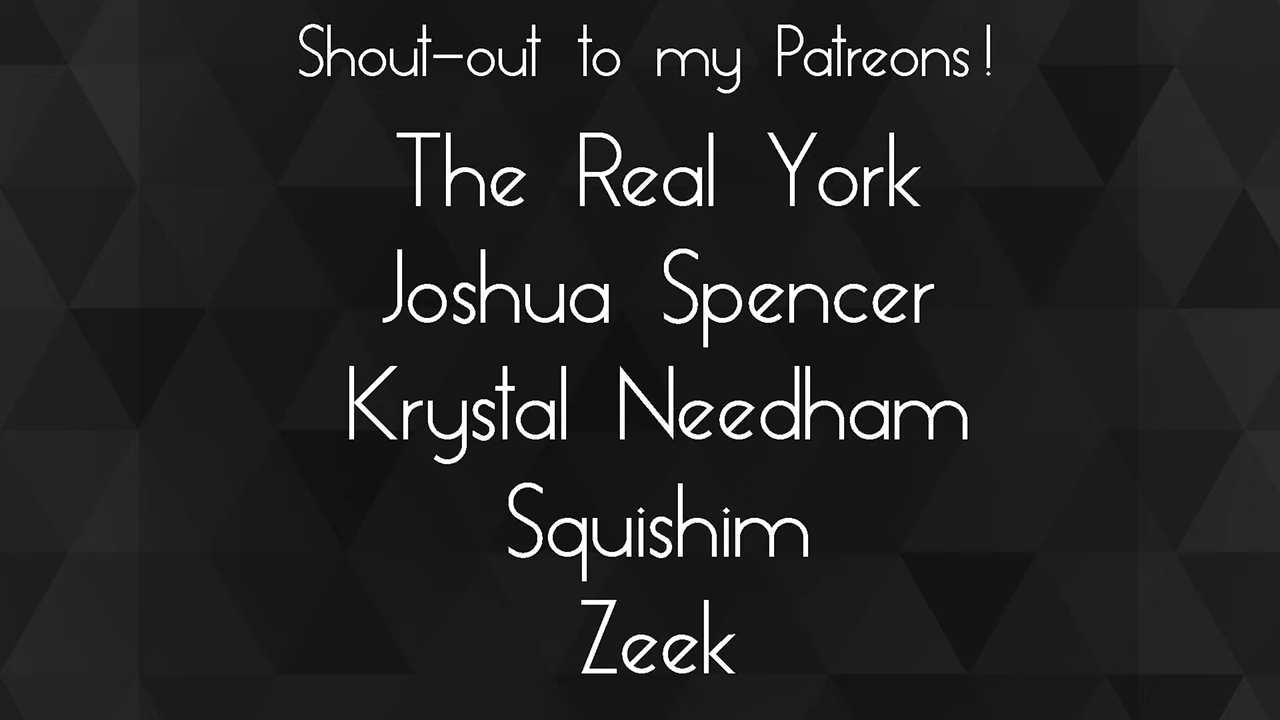 Shout-out to my Patreons!
The Real York
Joshua Spencer
Krystal Needham
Squishim
Zeek